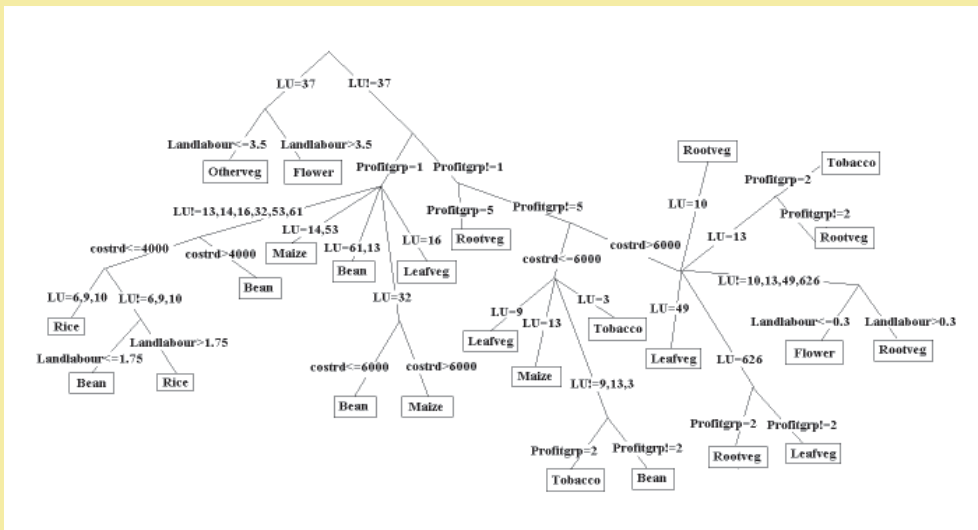 LU=37
LU!=37
Landlabour<=3.5
Landlabour>3.5
Otherveg
Flower
Profitgrp=1
Profitgrp!=1
LU!=13,14,16,32,53,61
LU=14,53
Maize
LU=61,13
Bean
LU=16
Leafveg
LU=32
costrd<=4000
costrd>4000
Bean
LU=6,9,10
LU!=6,9,10
Rice
Landlabour<=1.75
Landlabour>1.75
Bean
Rice
costrd<=6000
costrd>6000
Bean
Maize
Profitgrp=5
Profitgrp!=5
Rootveg
costrd<=6000
costrd>6000
LU=9
Leafveg
LU=13
Maize
LU=3
Tobacco
LU!=9,13,3
Profitgrp=2
Profitgrp!=2
Tobacco
Bean
Rootveg
LU=10
Tobacco
Profitgrp=2
Profitgrp!=2
Rootveg
LU=13
LU!=10,13,49,626
Landlabour<=0.3
Landlabour>0.3
Flower
Rootveg
LU=49
Leafveg
LU=626
Profitgrp=2
Profitgrp!=2
Rootveg
Leafveg